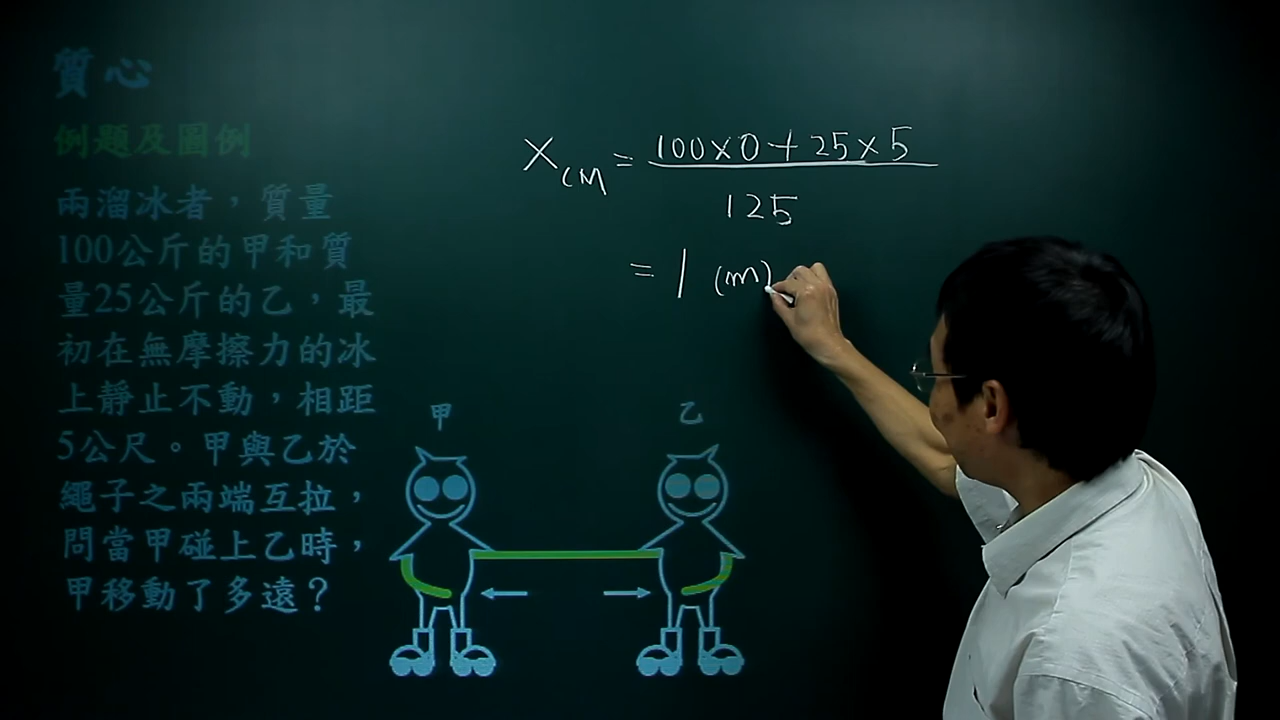 質心
例題及圖例
兩溜冰者，質量
100公斤的甲和質
量25公斤的乙，最
初在無摩擦力的冰
上靜止不動，相距
5公尺。甲與乙於
繩子之兩端互拉，
問當甲碰上乙時，
甲移動了多遠？
X_CM = \frac{100×0+25×5}{125}
= 1 (m)
甲
乙